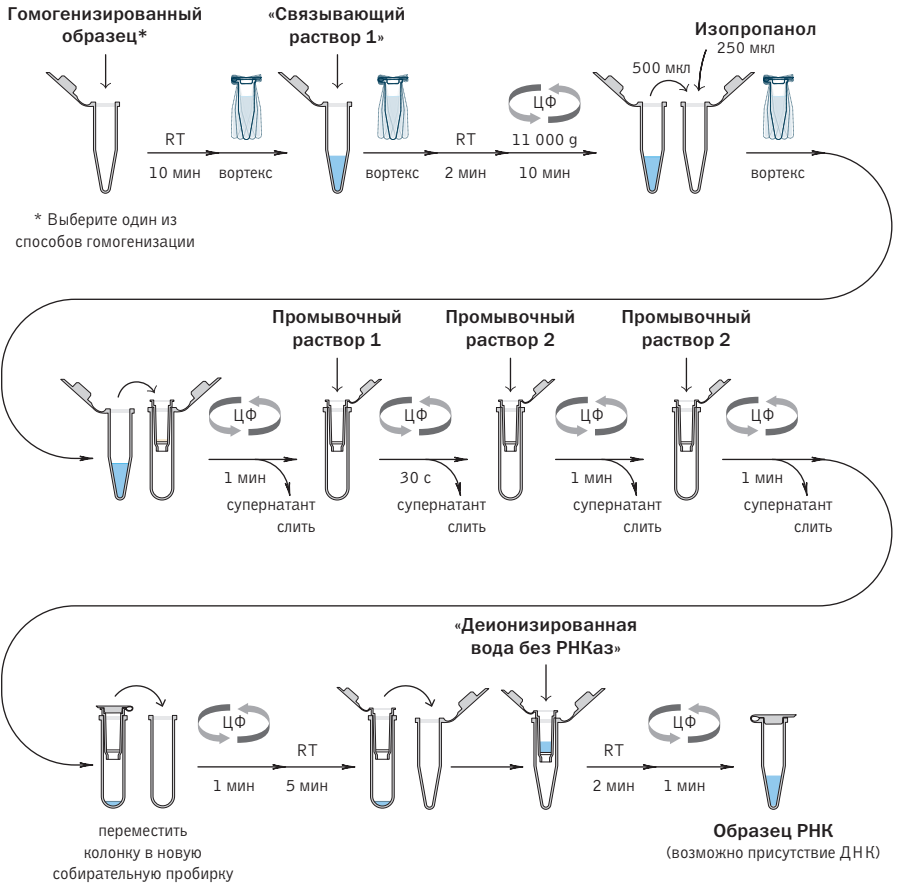 Гомогенизированный
образец*
«Связывающий
раствор 1»
Изопропанол
250 мкл
500 мкл
ЦФ
RT
RT
11 000 g
10 мин
вортекс
вортекс
2 мин
10 мин
вортекс
* Выберите один из
способов гомогенизации
Промывочный
раствор 1
Промывочный
раствор 2
Промывочный
раствор 2
ЦФ
ЦФ
ЦФ
ЦФ
1 мин
30 с
1 мин
1 мин
супернатант
слить
супернатант
слить
супернатант
слить
супернатант
слить
«Деионизированная
вода без РНКаз»
ЦФ
ЦФ
RT
RT
1 мин
5 мин
2 мин
1 мин
переместить
колонку в новую
собирательную пробирку
Образец РНК
(возможно присутствие ДНК)